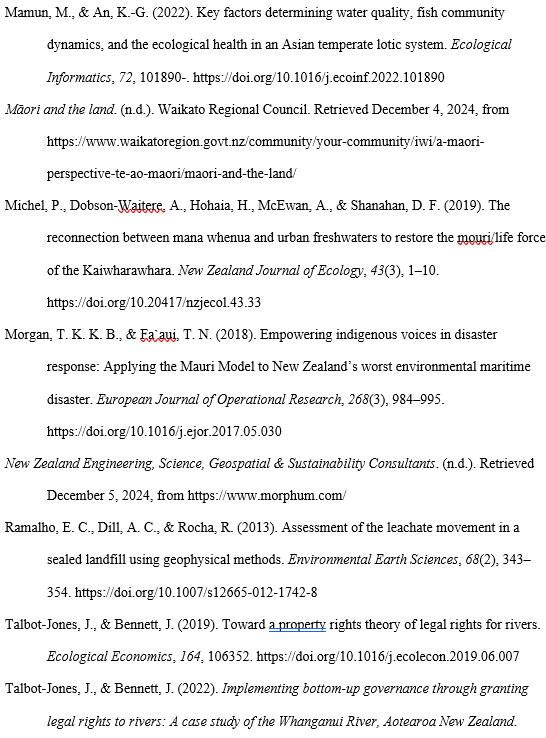 Mamun, M., & An, K.-G. (2022). Key factors determining water quality, fish community
dynamics, and the ecological health in an Asian temperate lotic system. Ecological
Informatics, 72, 101890-. https://doi.org/10.1016/j.ecoinf.2022.101890
Māori and the land. (n.d.). Waikato Regional Council. Retrieved December 4, 2024, from
https://www.waikatoregion.govt.nz/community/your-community/iwi/a-maori-
perspective-te-ao-maori/maori-and-the-land/
Michel, P., Dobson-Waitere, A., Hohaia, H., McEwan, A., & Shanahan, D. F. (2019). The
reconnection between mana whenua and urban freshwaters to restore the mouri/life force
of the Kaiwharawhara. New Zealand Journal of Ecology, 43(3), 1–10.
https://doi.org/10.20417/nzjecol.43.33
Morgan, T. K. K. B., & Fa`aui, T. N. (2018). Empowering indigenous voices in disaster
response: Applying the Mauri Model to New Zealand’s worst environmental maritime
disaster. European Journal of Operational Research, 268(3), 984–995.
https://doi.org/10.1016/j.ejor.2017.05.030
New Zealand Engineering, Science, Geospatial & Sustainability Consultants. (n.d.). Retrieved
December 5, 2024, from https://www.morphum.com/
Ramalho, E. C., Dill, A. C., & Rocha, R. (2013). Assessment of the leachate movement in a
sealed landfill using geophysical methods. Environmental Earth Sciences, 68(2), 343–
354. https://doi.org/10.1007/s12665-012-1742-8
Talbot-Jones, J., & Bennett, J. (2019). Toward a property rights theory of legal rights for rivers.
Ecological Economics, 164, 106352. https://doi.org/10.1016/j.ecolecon.2019.06.007
Talbot-Jones, J., & Bennett, J. (2022). Implementing bottom-up governance through granting
legal rights to rivers: A case study of the Whanganui River, Aotearoa New Zealand.